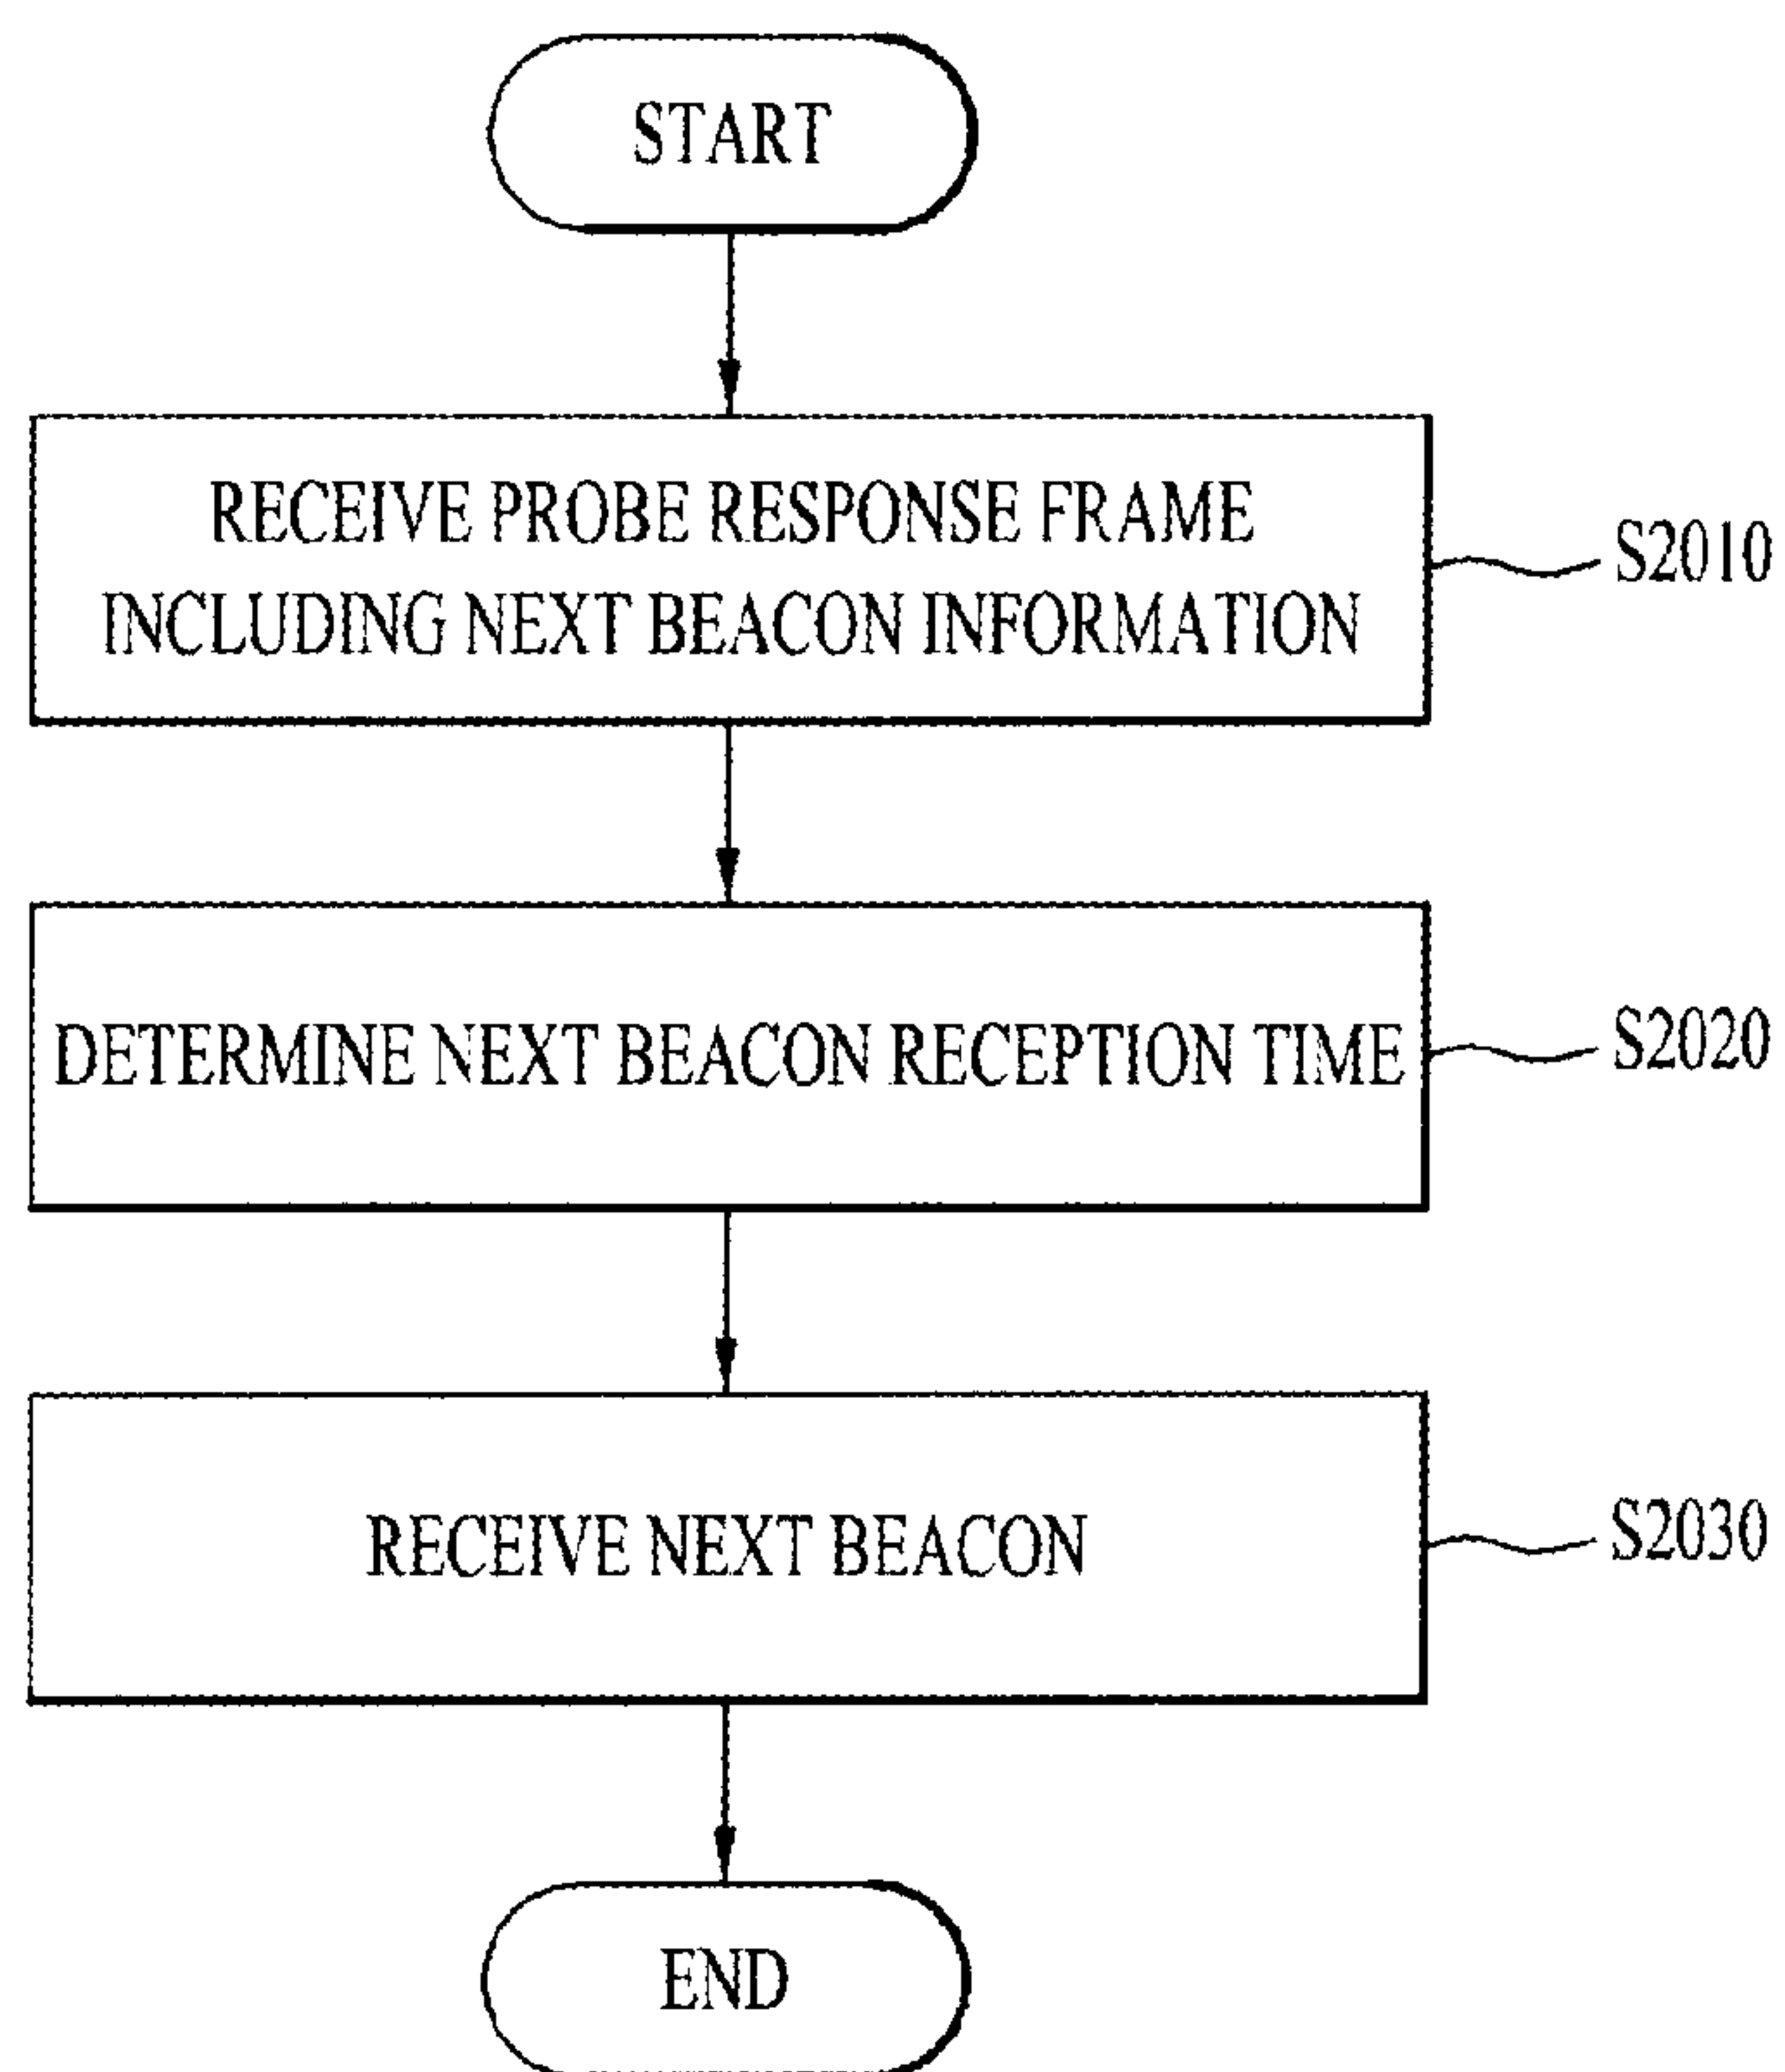 START
RECEIVE PROBE RESPONSE FRAME
INCLUDING NEXT BEACON INFORMATION
S2010
DETERMINE NEXT BEACON RECEPTION TIME
S2020
RECEIVE NEXT BEACON
S2030
END